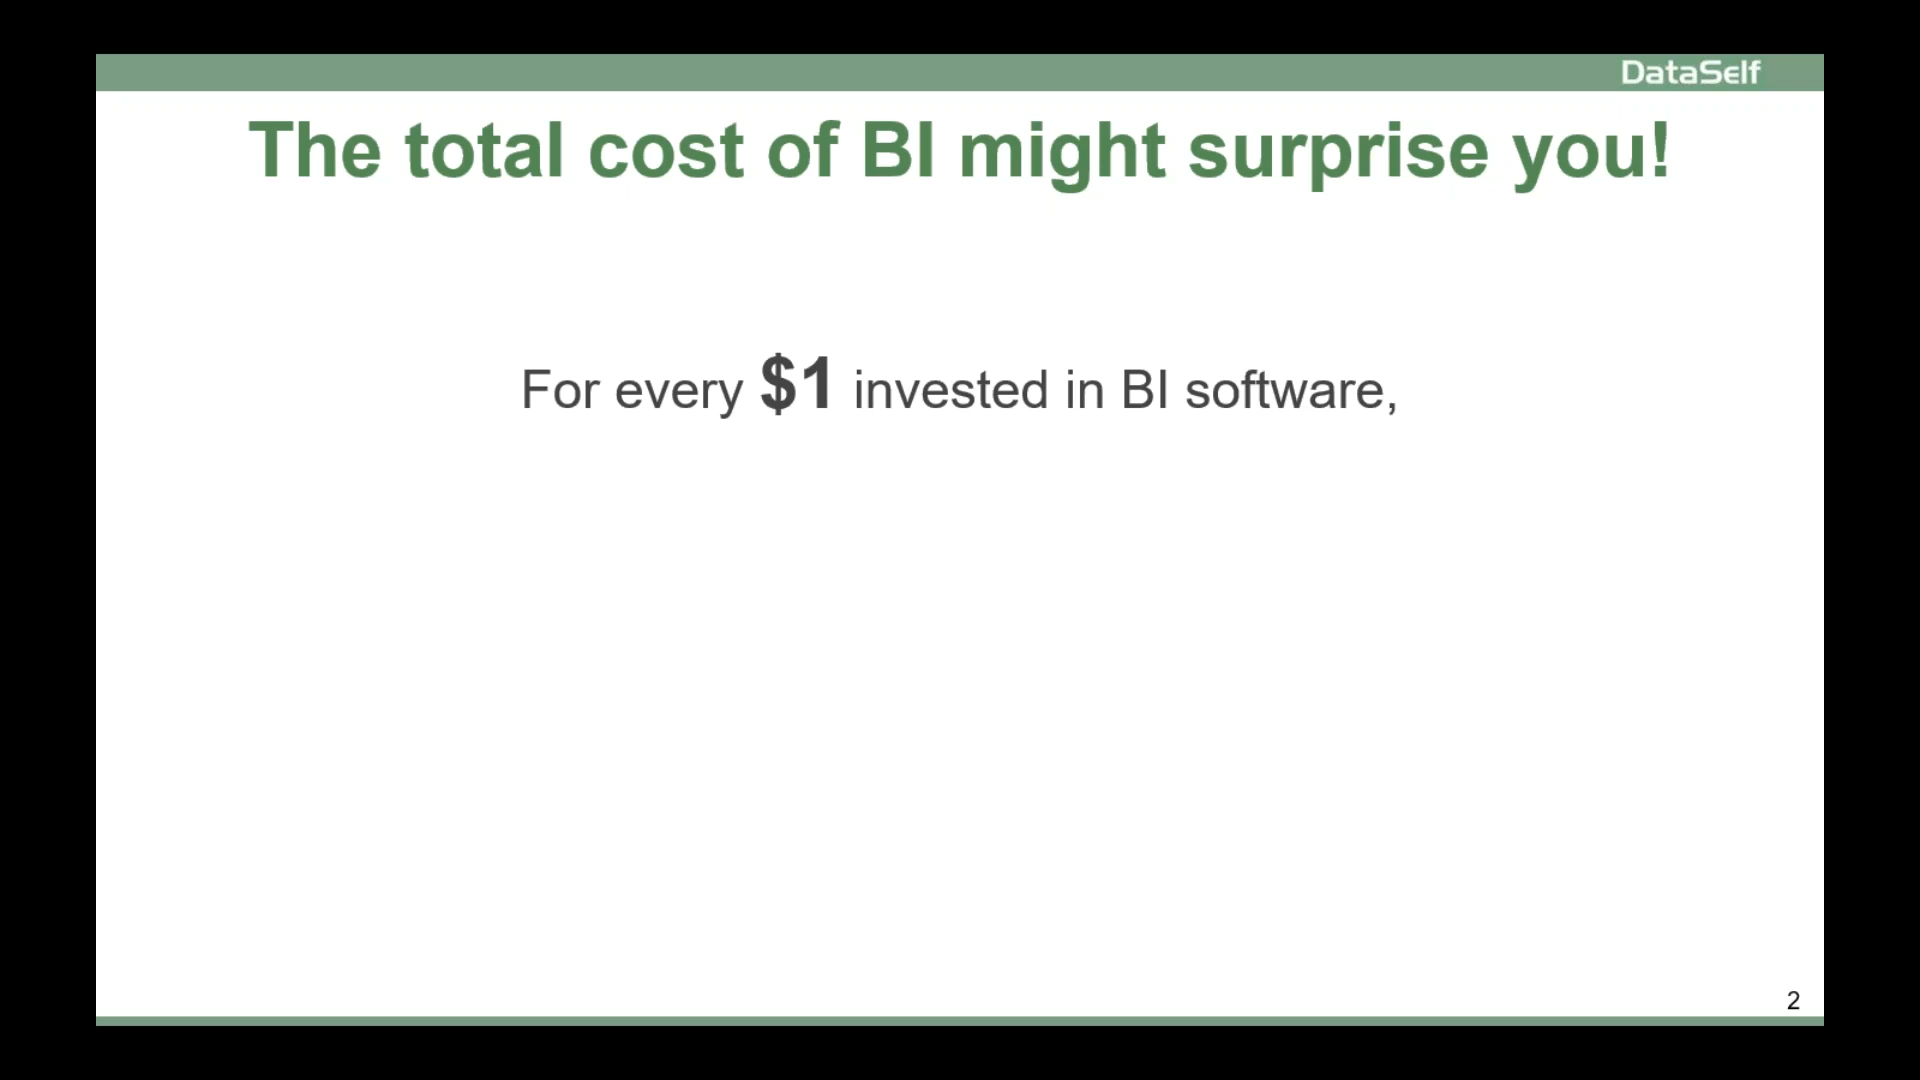 DataSelf
The total cost of BI might surprise you!
For every $1 invested in BI software,
2